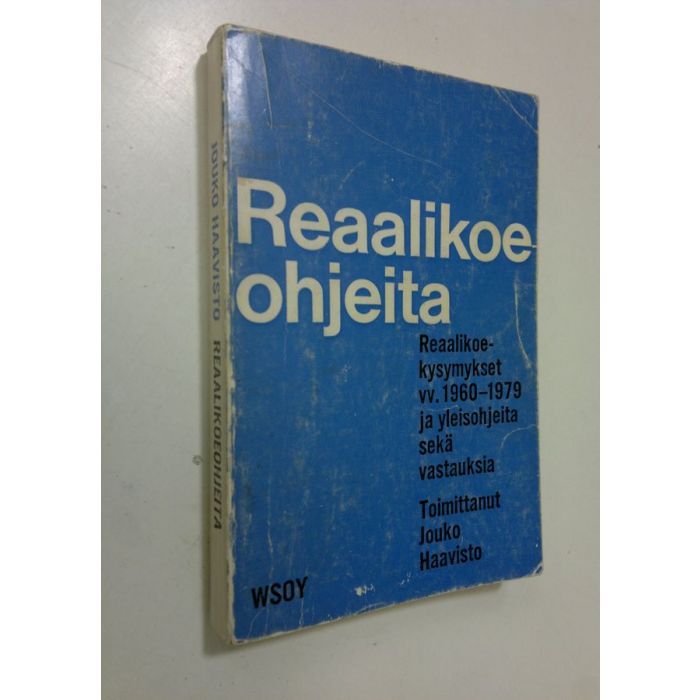 Reaalikoe-
ohjeita
Reaalikoe-
kysymykset
vv. 1960–1979
ja yleisohjeita
sekä
vastauksia
Toimittanut
Jouko
Haavisto
WSOY
JOUKO HAAVISTO REAALIKOEOHJEITA